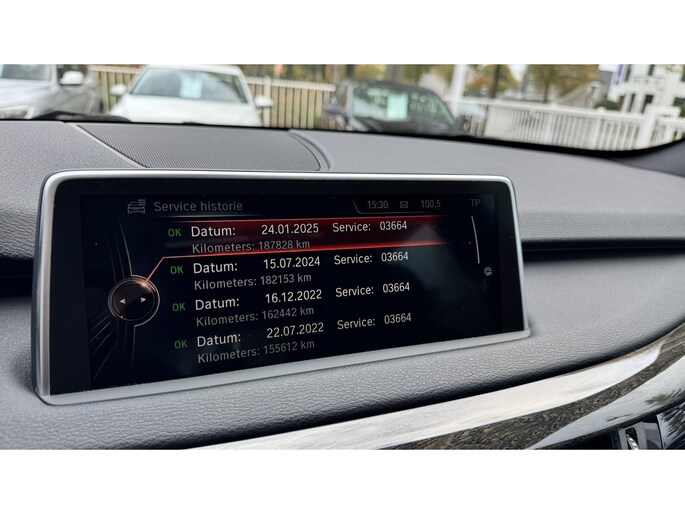 Service historie 15:30 100,5 TP
OK Datum: 24.01.2025 Service: 03664
Kilometers: 187828 km
OK Datum: 15.07.2024 Service: 03664
Kilometers: 182153 km
OK Datum: 16.12.2022 Service: 03664
Kilometers: 162442 km
OK Datum: 22.07.2022 Service: 03664
Kilometers: 155612 km